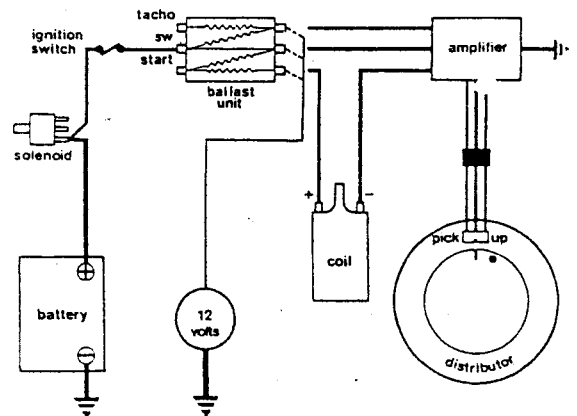 tacho
ignition
switch
sw
start
ballast
unit
amplifier
solenoid
+
−
coil
pick up
battery
12
volts
distributor